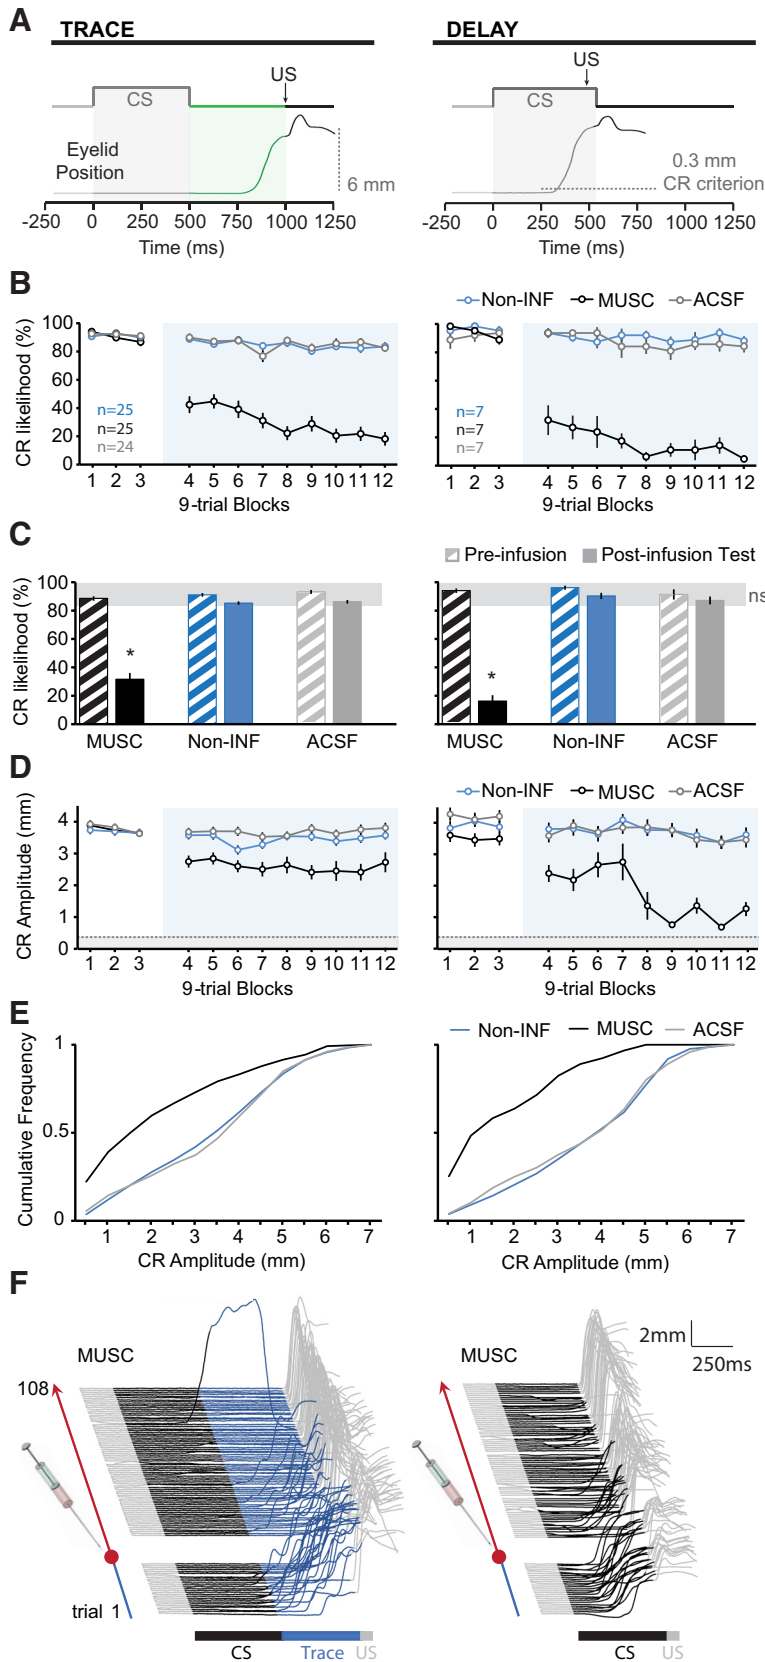 A
TRACE
DELAY
US
US
CS
CS
Eyelid
Position
6 mm
0.3 mm
CR criterion
-250 0 250 500 750 1000 1250
-250 0 250 500 750 1000 1250
Time (ms)
Time (ms)
B
Non-INF MUSC ACSF
CR likelihood (%)
100
80
60
40
20
0
n=25
n=25
n=24
n=7
n=7
n=7
1 2 3 4 5 6 7 8 9 10 11 12
1 2 3 4 5 6 7 8 9 10 11 12
9-trial Blocks
9-trial Blocks
C
Pre-infusion Post-infusion Test
CR likelihood (%)
100
80
60
40
20
0
*
*
ns
MUSC Non-INF ACSF
MUSC Non-INF ACSF
D
Non-INF MUSC ACSF
CR Amplitude (mm)
4
3
2
1
0
1 2 3 4 5 6 7 8 9 10 11 12
1 2 3 4 5 6 7 8 9 10 11 12
9-trial Blocks
9-trial Blocks
E
Non-INF MUSC ACSF
Cumulative Frequency
1
0.5
0
1 2 3 4 5 6 7
1 2 3 4 5 6 7
CR Amplitude (mm)
CR Amplitude (mm)
F
MUSC
MUSC
2mm
250ms
108
trial 1
CS Trace US
CS US